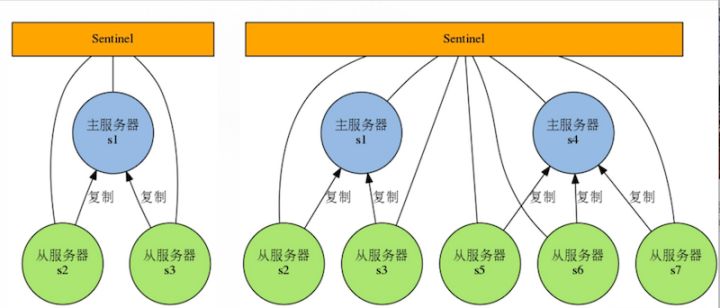 Sentinel
Sentinel
主服务器
s1
主服务器
s1
主服务器
s4
复制
复制
复制
复制
复制
复制
复制
从服务器
s2
从服务器
s3
从服务器
s2
从服务器
s3
从服务器
s5
从服务器
s6
从服务器
s7